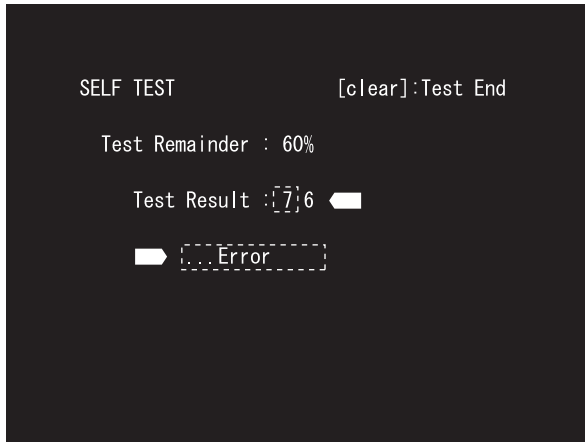 SELF TEST [clear]:Test End
Test Remainder : 60%
Test Result :76
...Error